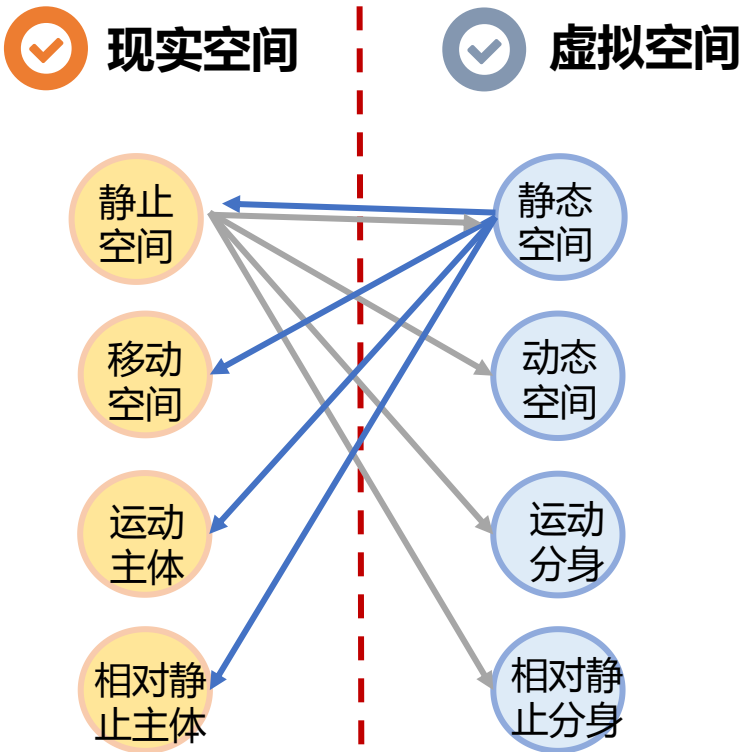 现实空间
虚拟空间
静止
空间
静态
空间
移动
空间
动态
空间
运动
主体
运动
分身
相对静
止主体
相对静
止分身